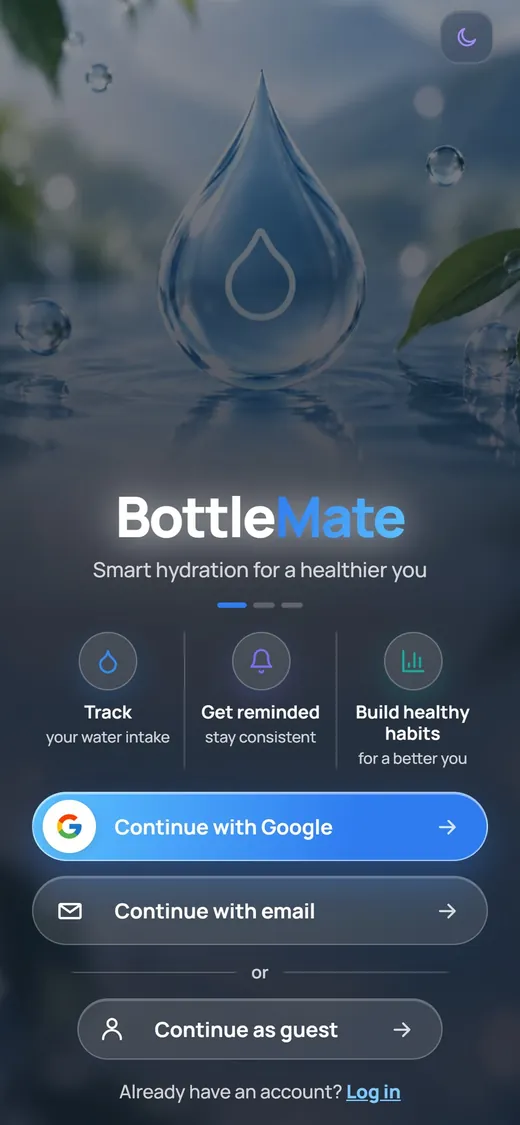 BottleMate
Smart hydration for a healthier you
Track
your water intake
Get reminded
stay consistent
Build healthy
habits
for a better you
Continue with Google
Continue with email
or
Continue as guest
Already have an account? Log in